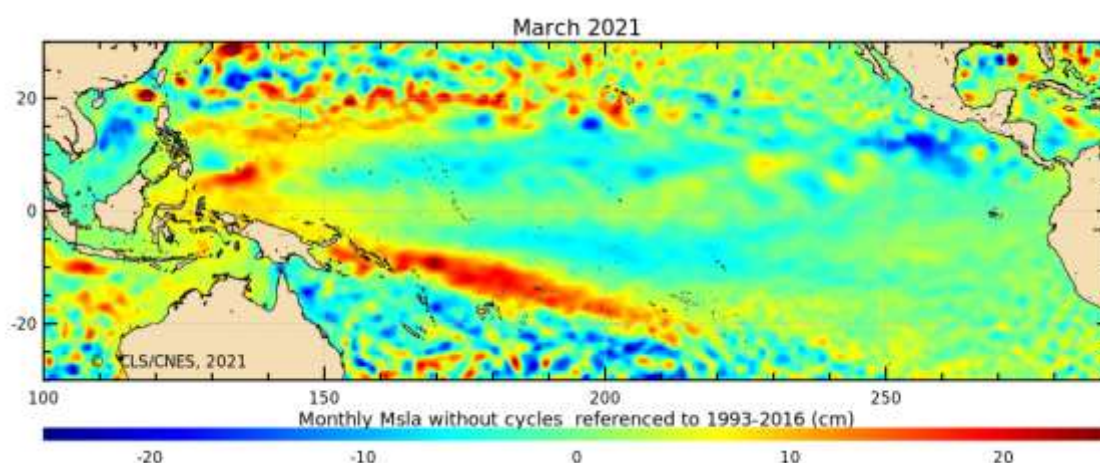 March 2021
20
0
-20
© CLS/CNES, 2021
100 150 200 250
Monthly Msla without cycles referenced to 1993-2016 (cm)
-20 -10 0 10 20